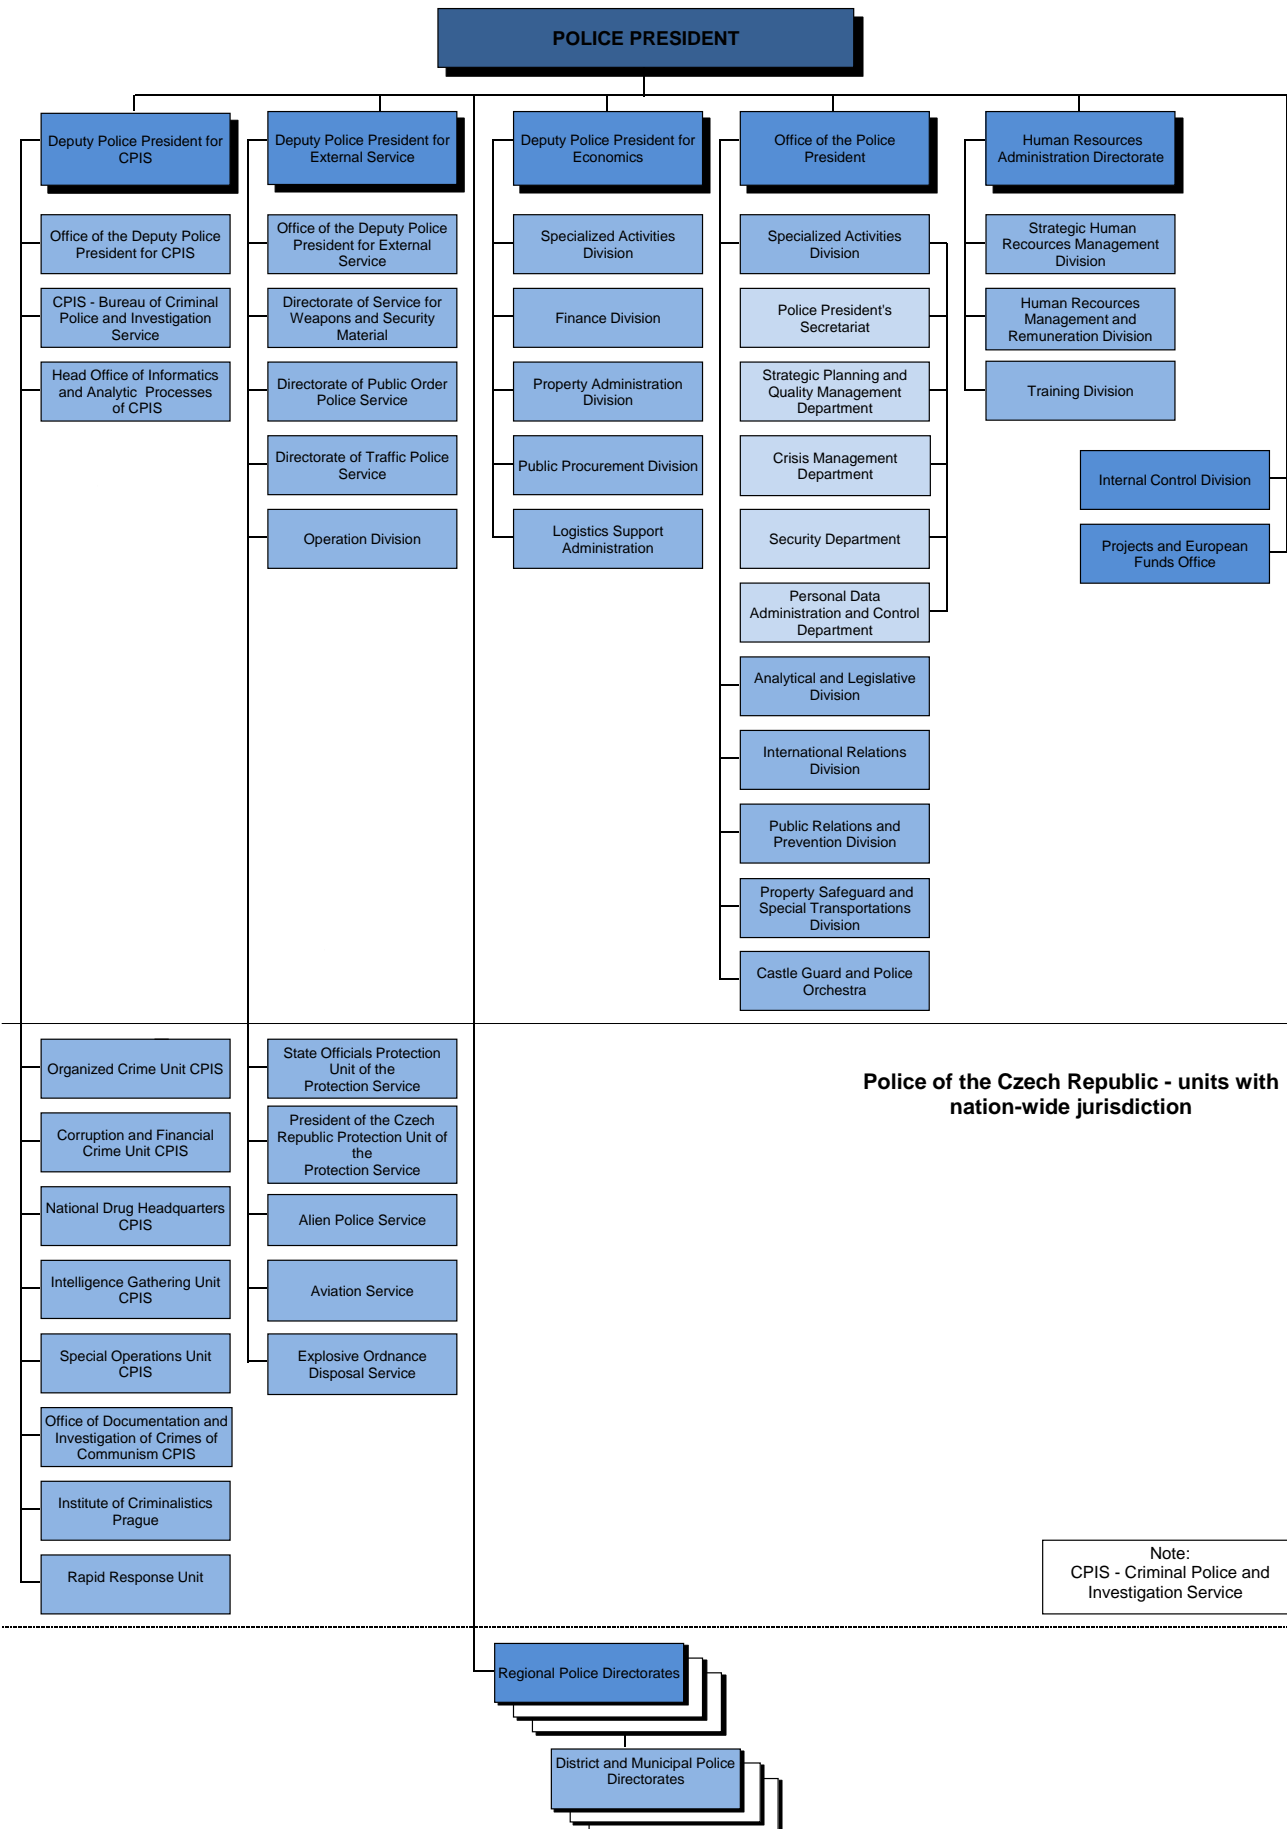 POLICE PRESIDENT
Deputy Police President for
CPIS
Deputy Police President for
External Service
Deputy Police President for
Economics
Office of the Police
President
Human Resources
Administration Directorate
Office of the Deputy Police
President for CPIS
CPIS - Bureau of Criminal
Police and Investigation
Service
Head Office of Informatics
and Analytic Processes
of CPIS
Office of the Deputy Police
President for External
Service
Directorate of Service for
Weapons and Security
Material
Directorate of Public Order
Police Service
Directorate of Traffic Police
Service
Operation Division
Specialized Activities
Division
Finance Division
Property Administration
Division
Public Procurement Division
Logistics Support
Administration
Specialized Activities
Division
Police President's
Secretariat
Strategic Planning and
Quality Management
Department
Crisis Management
Department
Security Department
Personal Data
Administration and Control
Department
Analytical and Legislative
Division
International Relations
Division
Public Relations and
Prevention Division
Property Safeguard and
Special Transportations
Division
Castle Guard and Police
Orchestra
Strategic Human
Recources Management
Division
Human Recources
Management and
Remuneration Division
Training Division
Internal Control Division
Projects and European
Funds Office
Organized Crime Unit CPIS
Corruption and Financial
Crime Unit CPIS
National Drug Headquarters
CPIS
Intelligence Gathering Unit
CPIS
Special Operations Unit
CPIS
Office of Documentation and
Investigation of Crimes of
Communism CPIS
Institute of Criminalistics
Prague
Rapid Response Unit
State Officials Protection
Unit of the
Protection Service
President of the Czech
Republic Protection Unit of
the
Protection Service
Alien Police Service
Aviation Service
Explosive Ordnance
Disposal Service
Police of the Czech Republic - units with
nation-wide jurisdiction
Note:
CPIS - Criminal Police and
Investigation Service
Regional Police Directorates
District and Municipal Police
Directorates